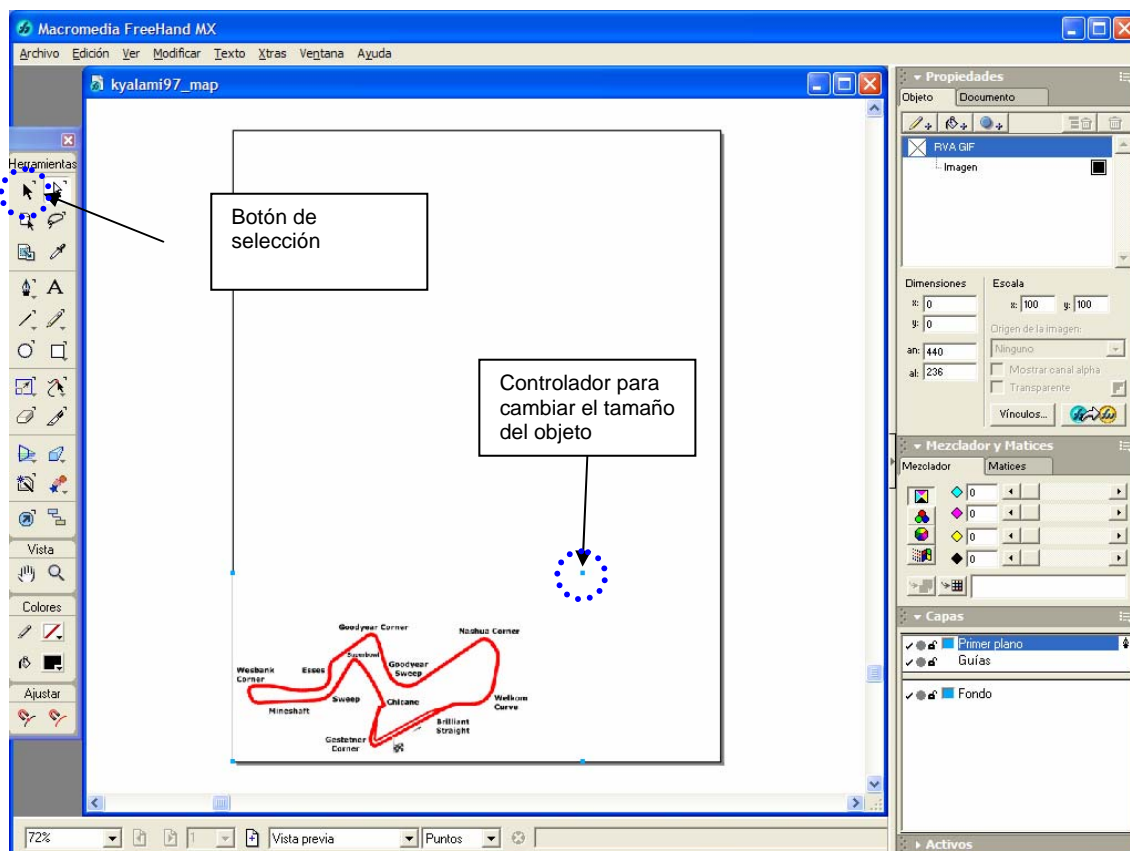 Macromedia FreeHand MX
Archivo Edición Ver Modificar Texto Xtras Ventana Ayuda
kyalami97_map
Herramientas
Botón de
selección
Controlador para
cambiar el tamaño
del objeto
Goodyear Corner
Nashua Corner
Superbowl
Wesbank
Corner
Esses
Goodyear
Sweep
Sweep
Chicane
Welkom
Curve
Mineshaft
Brilliant
Straight
Gestetner
Corner
Vista
Colores
Ajustar
72%
1
Vista previa
Puntos
Propiedades
Objeto Documento
RVA GIF
Imagen
Dimensiones Escala
x: 0 x: 100 y: 100
y: 0 Origen de la imagen:
an: 440 Ninguno
al: 236 Mostrar canal alpha
Transparente
Vínculos...
Mezclador y Matices
Mezclador Matices
0
0
0
0
Capas
Primer plano
Guías
Fondo
Activos